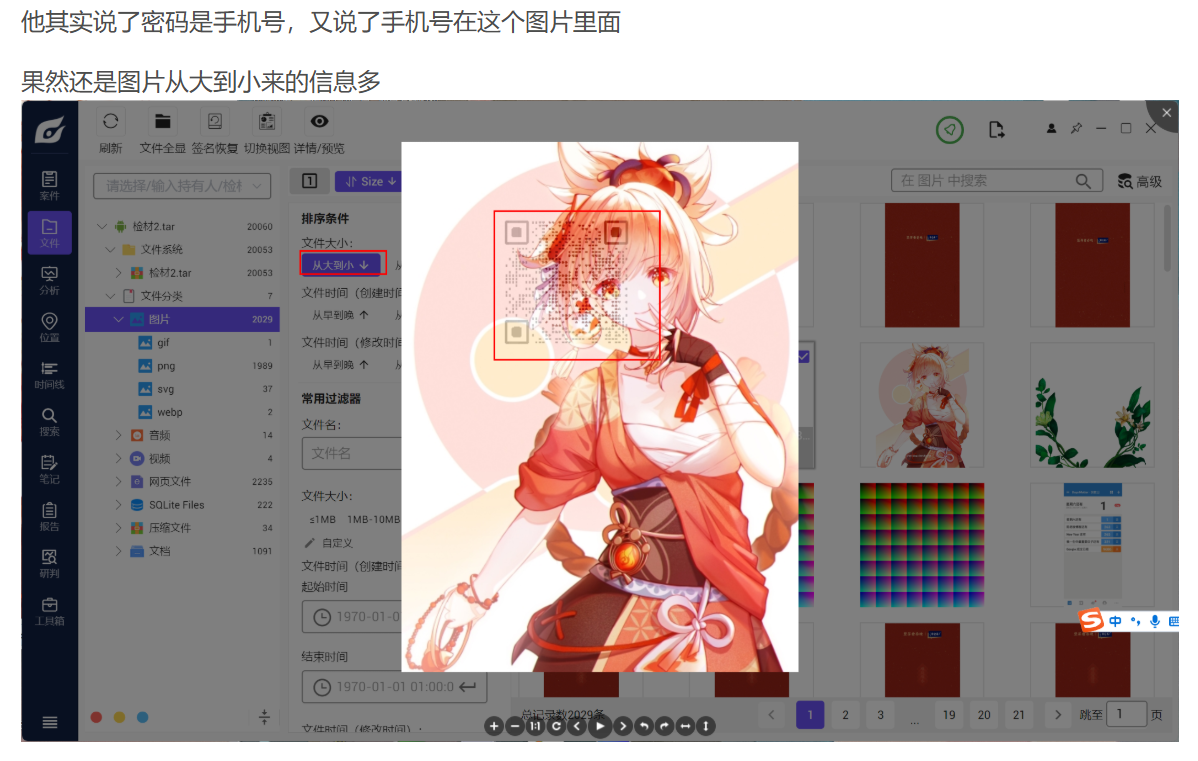 他其实说了密码是手机号，又说了手机号在这个图片里面
果然还是图片从大到小来的信息多
刷新 文件全显 签名恢复 切换视图 详情/预览
请选择/输入持有人/检材
1 Size ↓
在 图片 中搜索 高级
案件
文件
分析
位置
时间线
搜索
笔记
报告
研判
工具箱
检材2.tar 20060
文件系统 20053
检材2.tar 20053
文件分类 7
图片 2029
gif 1
png 1989
svg 37
webp 2
音频 14
视频 4
网页文件 2235
SQLite Files 222
压缩文件 34
文档 1091
排序条件
文件大小：
从大到小 ↓
文件时间（创建时间
从早到晚 ↑
文件时间（修改时间
从早到晚 ↑
常用过滤器
文件名：
文件名
文件大小：
≤1MB 1MB-10MB
自定义
文件时间（创建时间
起始时间
1970-01-0
结束时间
1970-01-01 01:00:0
文件时间（修改时间）：
总记录数2029条
1 2 3 ... 19 20 21 跳至 1 页
1:1
中